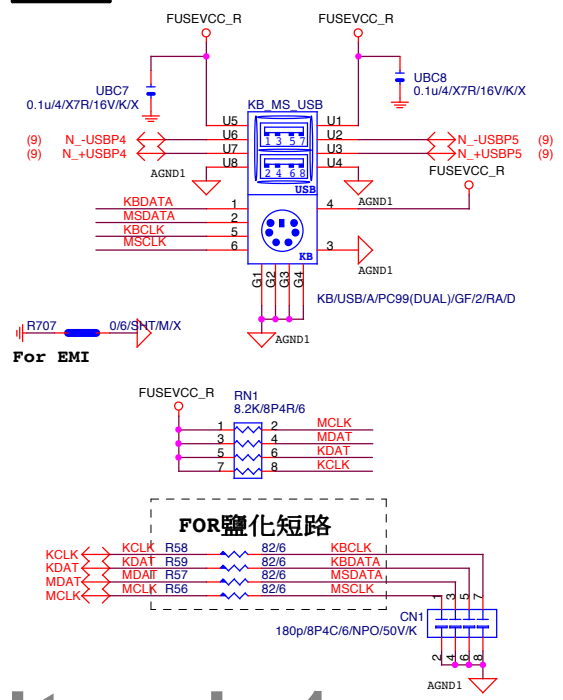 FUSEVCC_R FUSEVCC_R
UBC7 UBC8
0.1u/4/X7R/16V/K/X 0.1u/4/X7R/16V/K/X
KB_MS_USB
U5 U1
(9) N_-USBP4 U6 U2 N_-USBP5 (9)
1 3 5 7
(9) N_+USBP4 U7 U3 N_+USBP5 (9)
U8 U4
AGND1 2 4 6 8 FUSEVCC_R
USB
KBDATA 1 4 AGND1
MSDATA 2
KBCLK 5
MSCLK 6 3
KB
AGND1
G1 G2 G3 G4
KB/USB/A/PC99(DUAL)/GF/2/RA/D
R707 0/6/SHT/M/X AGND1
For EMI
FUSEVCC_R RN1
8.2K/8P4R/6
1 2 MCLK
3 4 MDAT
5 6 KDAT
7 8 KCLK
FOR鹽化短路
KCLK KCLK R58 82/6 KBCLK
KDAT KDAT R59 82/6 KBDATA
MDAT MDAT R57 82/6 MSDATA
MCLK MCLK R56 82/6 MSCLK
1 3 5 7
CN1
180p/8P4C/6/NPO/50V/K
2 4 6 8
AGND1